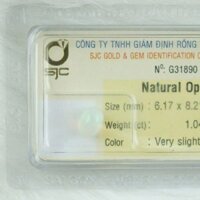 CÔNG TY TNHH GIÁM ĐỊNH RỒNG
SJC GOLD & GEM IDENTIFICATION
SJC
Nº: G31890
Natural Op
Size (mm) : 6.17 x 8.2
Weight (ct) : 1.04
Color : Very slight